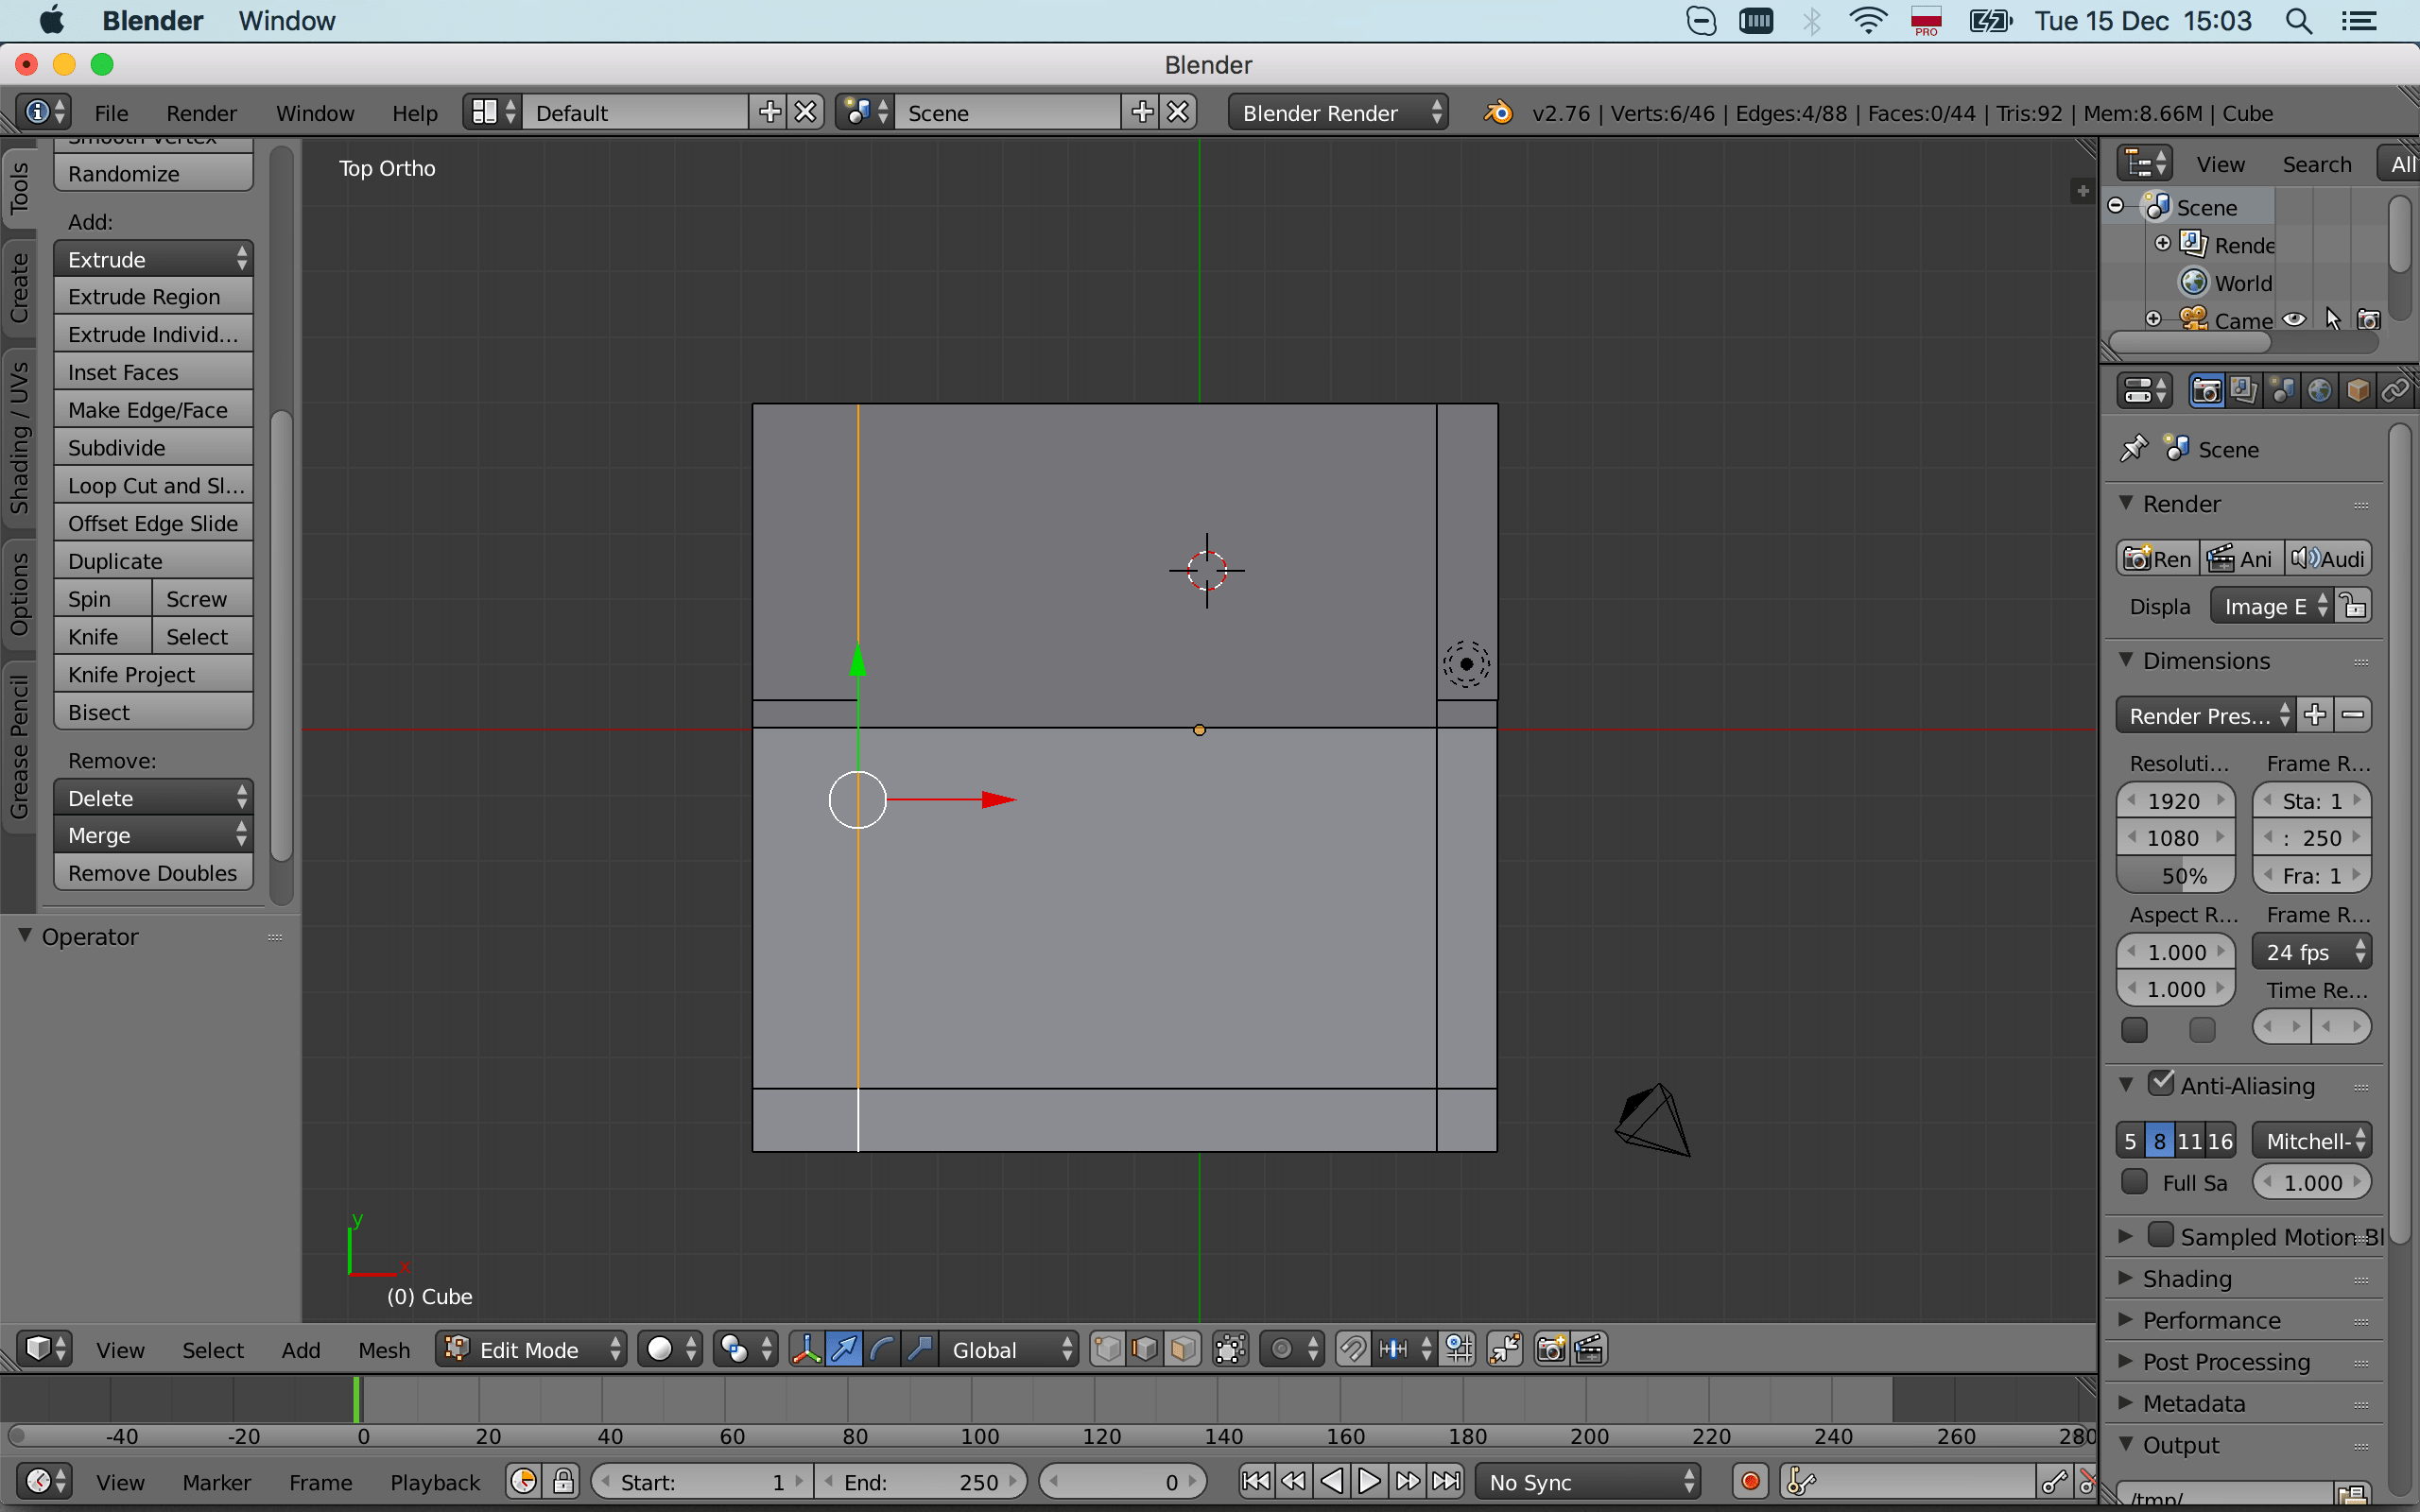 Blender Window PRO Tue 15 Dec 15:03
Blender
File Render Window Help Default Scene Blender Render v2.76 | Verts:6/46 | Edges:4/88 | Faces:0/44 | Tris:92 | Mem:8.66M | Cube
Tools
Create
Shading / UVs
Options
Grease Pencil
Smooth Vertex
Randomize
Add:
Extrude
Extrude Region
Extrude Individ...
Inset Faces
Make Edge/Face
Subdivide
Loop Cut and Sl...
Offset Edge Slide
Duplicate
Spin Screw
Knife Select
Knife Project
Bisect
Remove:
Delete
Merge
Remove Doubles
Operator
Top Ortho
y
x
(0) Cube
View Search All
Scene
Rende
World
Came
Scene
Render
Ren Ani Audi
Displa Image E
Dimensions
Render Pres...
Resoluti... Frame R...
1920 Sta: 1
1080 : 250
50% Fra: 1
Aspect R... Frame R...
1.000 24 fps
1.000 Time Re...
Anti-Aliasing
5 8 11 16 Mitchell-
Full Sa 1.000
Sampled Motion Bl
Shading
Performance
Post Processing
Metadata
Output
/tmp/
View Select Add Mesh Edit Mode Global
-40 -20 0 20 40 60 80 100 120 140 160 180 200 220 240 260 280
View Marker Frame Playback Start: 1 End: 250 0 No Sync